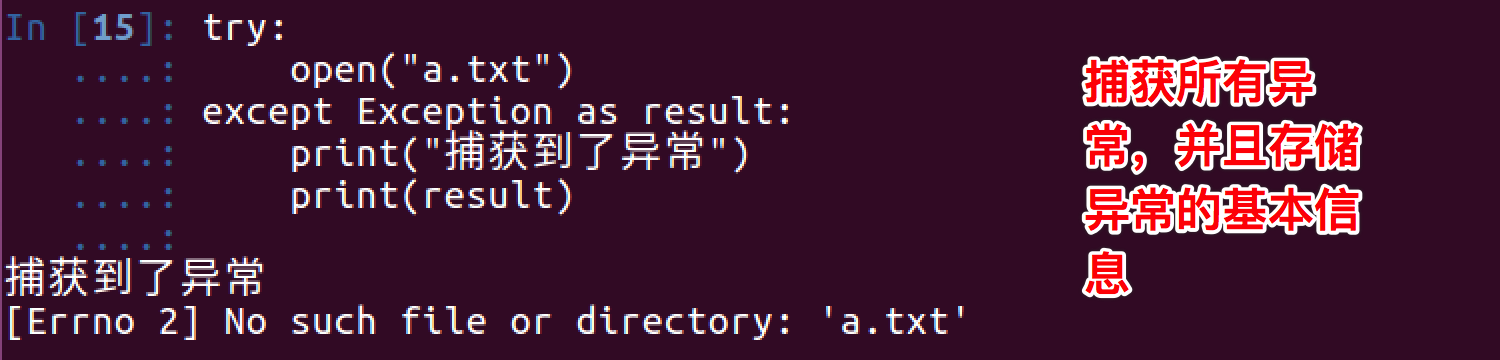 In [15]: try:
   ....:     open("a.txt")
   ....: except Exception as result:
   ....:     print("捕获到了异常")
   ....:     print(result)
   ....:
捕获到了异常
[Errno 2] No such file or directory: 'a.txt'
捕获所有异
常，并且存储
异常的基本信
息